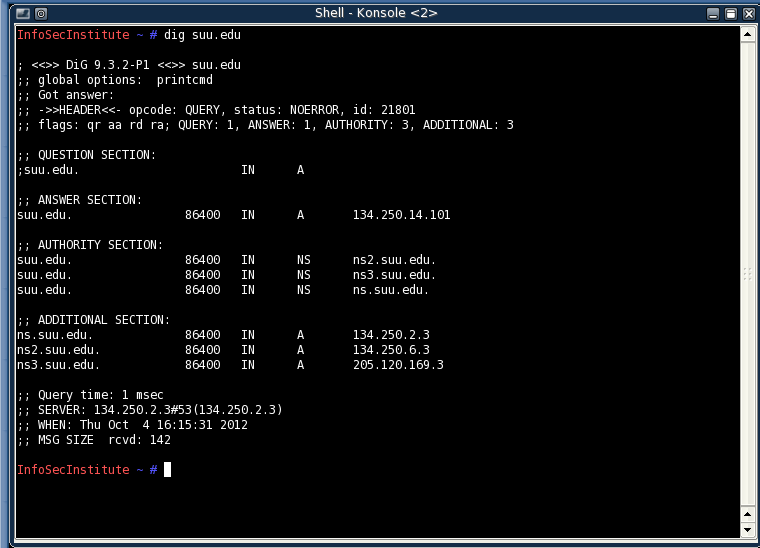 Shell - Konsole <2>
InfoSecInstitute ~ # dig suu.edu
; <<>> DiG 9.3.2-P1 <<>> suu.edu
;; global options:  printcmd
;; Got answer:
;; ->>HEADER<<- opcode: QUERY, status: NOERROR, id: 21801
;; flags: qr aa rd ra; QUERY: 1, ANSWER: 1, AUTHORITY: 3, ADDITIONAL: 3
;; QUESTION SECTION:
;suu.edu.                       IN      A
;; ANSWER SECTION:
suu.edu.                86400   IN      A       134.250.14.101
;; AUTHORITY SECTION:
suu.edu.                86400   IN      NS      ns2.suu.edu.
suu.edu.                86400   IN      NS      ns3.suu.edu.
suu.edu.                86400   IN      NS      ns.suu.edu.
;; ADDITIONAL SECTION:
ns.suu.edu.             86400   IN      A       134.250.2.3
ns2.suu.edu.            86400   IN      A       134.250.6.3
ns3.suu.edu.            86400   IN      A       205.120.169.3
;; Query time: 1 msec
;; SERVER: 134.250.2.3#53(134.250.2.3)
;; WHEN: Thu Oct  4 16:15:31 2012
;; MSG SIZE  rcvd: 142
InfoSecInstitute ~ #